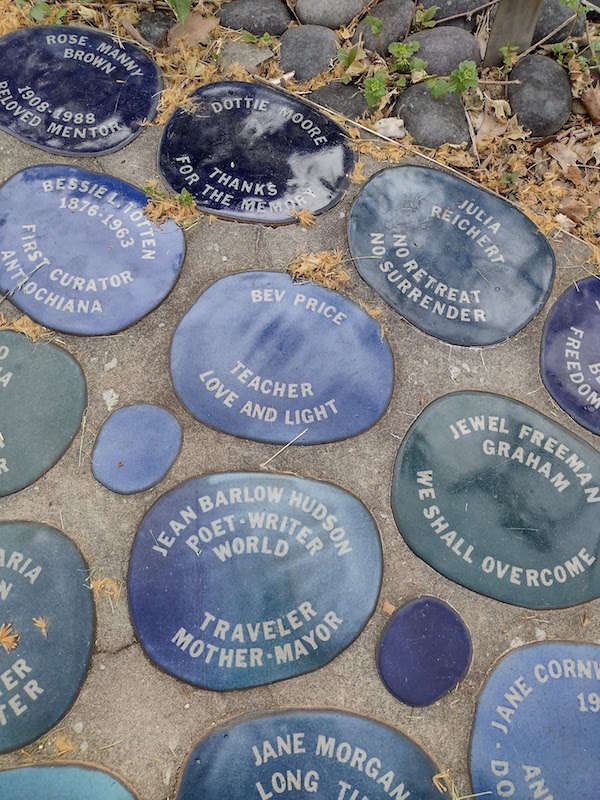 ROSE-MANNY
BROWN
1908-1988
BELOVED MENTOR
DOTTIE MOORE
THANKS
FOR THE MEMORY
BESSIE L. TOTTEN
1876-1963
FIRST CURATOR
ANTIOCHIANA
JULIA
REICHERT
NO RETREAT
NO SURRENDER
BEV PRICE
TEACHER
LOVE AND LIGHT
FREEDOM
JEWEL FREEMAN
GRAHAM
WE SHALL OVERCOME
JEAN BARLOW HUDSON
POET-WRITER
WORLD
TRAVELER
MOTHER-MAYOR
ARIA
JANE CORNW
19
JANE MORGAN